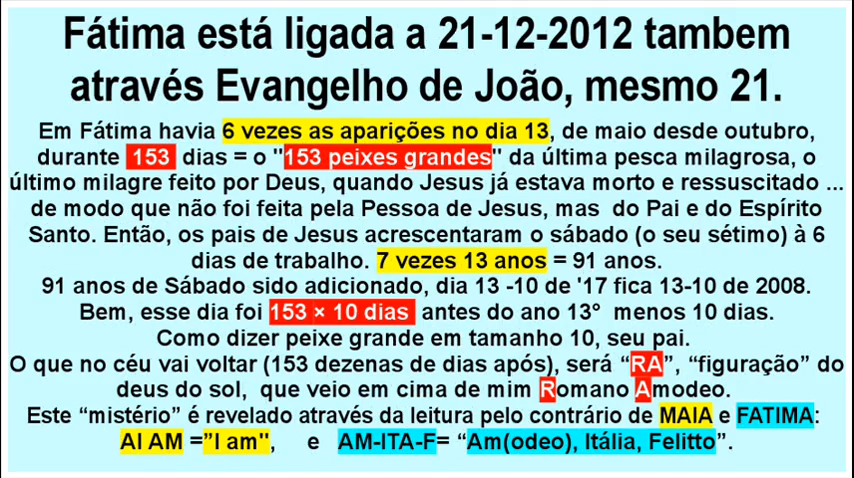 Fátima está ligada a 21-12-2012 tambem
através Evangelho de João, mesmo 21.
Em Fátima havia 6 vezes as aparições no dia 13, de maio desde outubro,
durante 153 dias = o "153 peixes grandes" da última pesca milagrosa, o
último milagre feito por Deus, quando Jesus já estava morto e ressuscitado ...
de modo que não foi feita pela Pessoa de Jesus, mas do Pai e do Espírito
Santo. Então, os pais de Jesus acrescentaram o sábado (o seu sétimo) à 6
dias de trabalho. 7 vezes 13 anos = 91 anos.
91 anos de Sábado sido adicionado, dia 13 -10 de '17 fica 13-10 de 2008.
Bem, esse dia foi 153 × 10 dias antes do ano 13º menos 10 dias.
Como dizer peixe grande em tamanho 10, seu pai.
O que no céu vai voltar (153 dezenas de dias após), será “RA”, “figuração” do
deus do sol, que veio em cima de mim Romano Amodeo.
Este “mistério” é revelado através da leitura pelo contrário de MAIA e FATIMA:
AI AM =”I am", e AM-ITA-F= “Am(odeo), Itália, Felitto”.